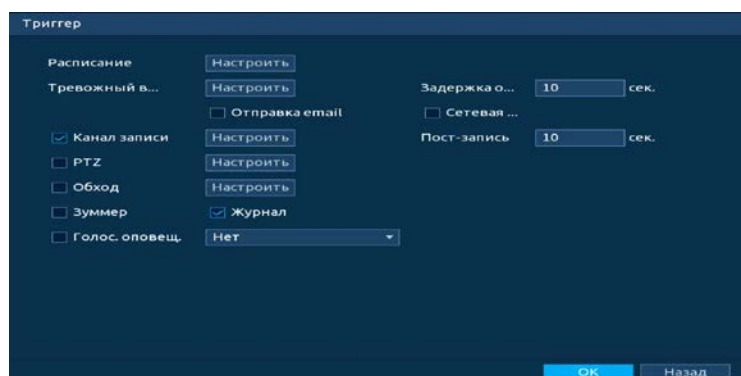 Триггер
Расписание Настроить
Тревожный в... Настроить Задержка о... 10 сек.
Отправка email Сетевая ...
Канал записи Настроить Пост-запись 10 сек.
PTZ Настроить
Обход Настроить
Зуммер Журнал
Голос. оповещ. Нет
OK Назад